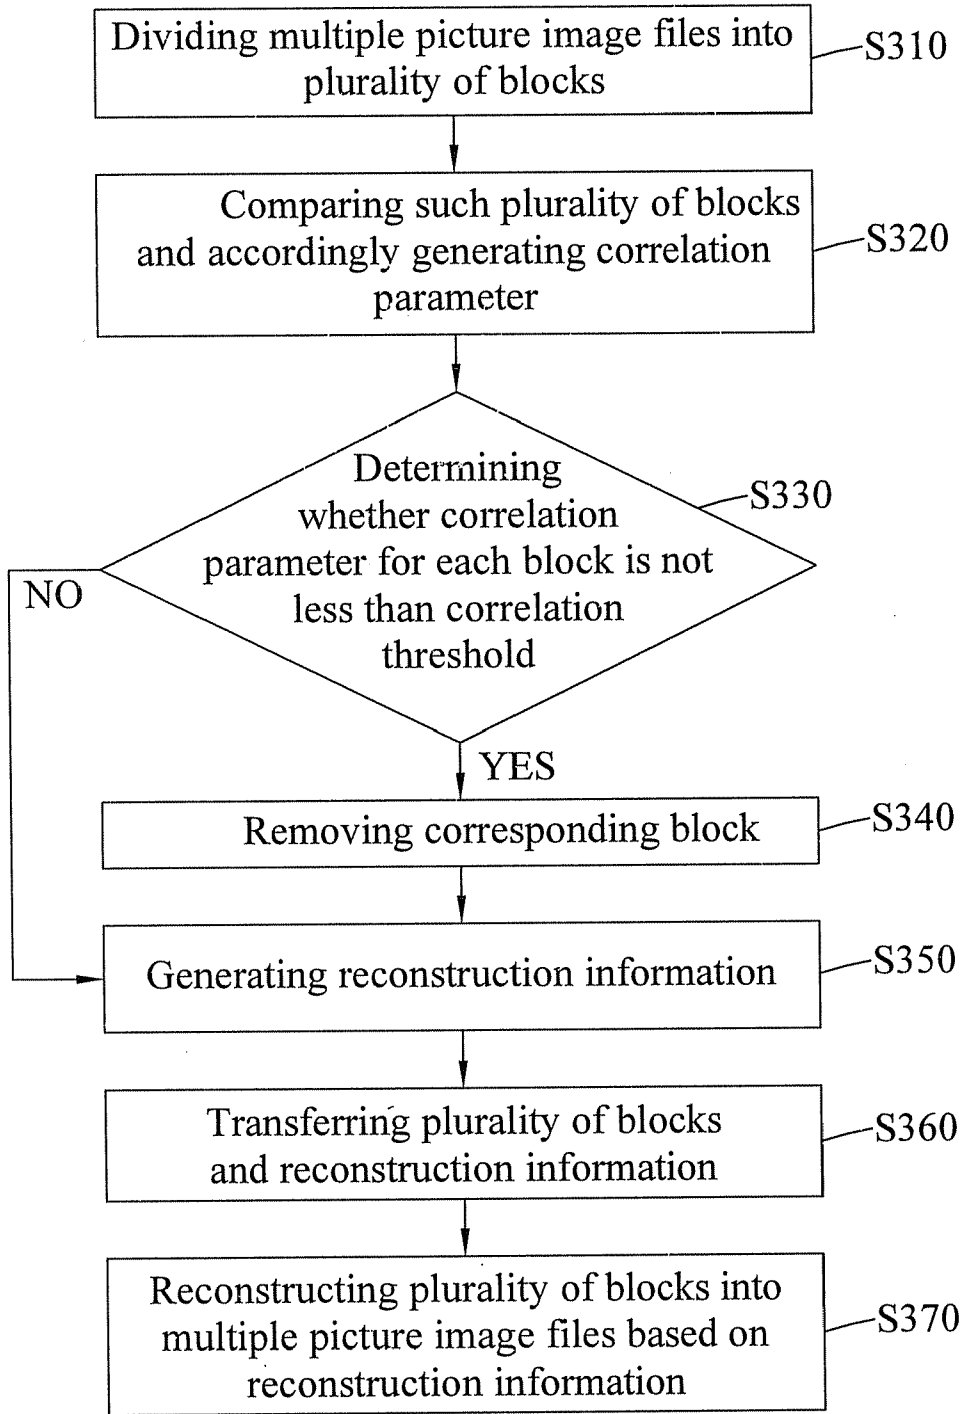 Dividing multiple picture image files into
plurality of blocks
S310
Comparing such plurality of blocks
and accordingly generating correlation
parameter
S320
Determining
whether correlation
parameter for each block is not
less than correlation
threshold
S330
NO
YES
Removing corresponding block
S340
Generating reconstruction information
S350
Transferring plurality of blocks
and reconstruction information
S360
Reconstructing plurality of blocks into
multiple picture image files based on
reconstruction information
S370